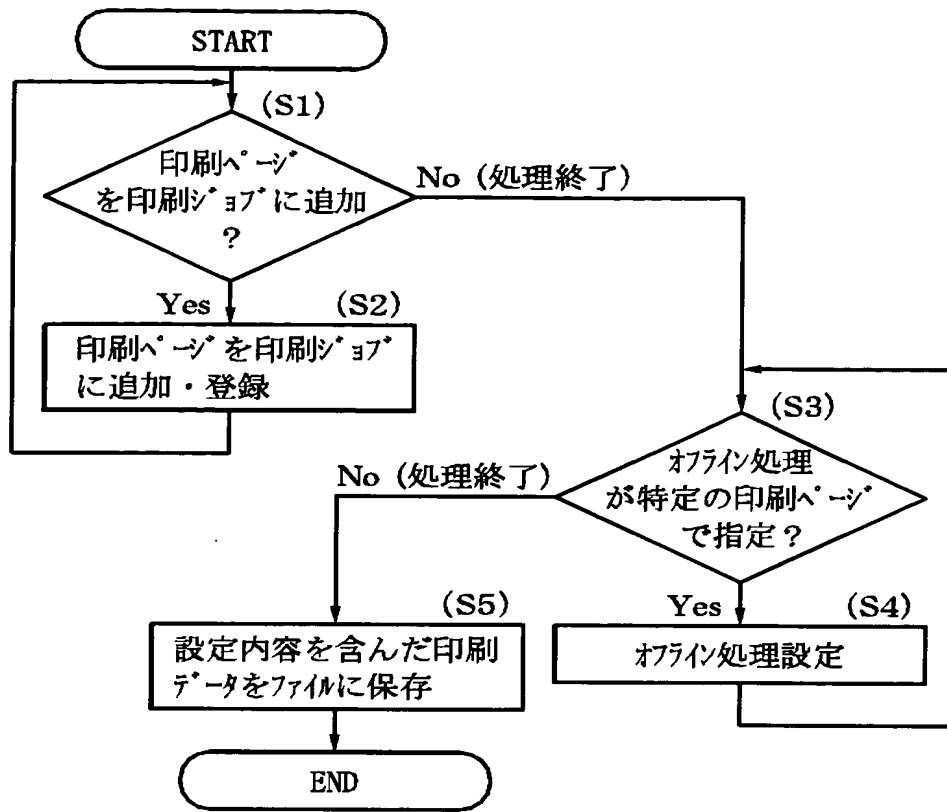 START
(S1)
印刷ページ
を印刷ジョブに追加
?
No (処理終了)
Yes
(S2)
印刷ページを印刷ジョブ
に追加・登録
(S3)
オフライン処理
が特定の印刷ページ
で指定?
No (処理終了)
Yes
(S4)
オフライン処理設定
(S5)
設定内容を含んだ印刷
データをファイルに保存
END